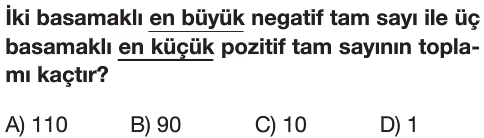 İki basamaklı en büyük negatif tam sayı ile üç
basamaklı en küçük pozitif tam sayının topla-
mı kaçtır?
A) 110 B) 90 C) 10 D) 1